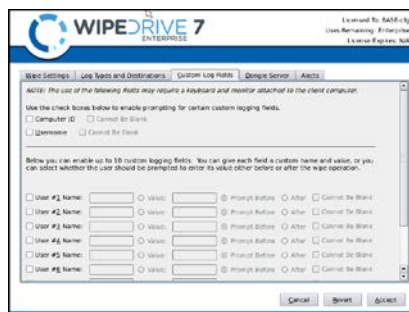 WIPEDRIVE 7
ENTERPRISE
Licensed To: BASE-cfg
Uses Remaining: Enterprise
License Expires: N/A
Wipe Settings Log Types and Destinations Custom Log Fields Dongle Server Alerts
NOTE: The use of the following fields may require a keyboard and monitor attached to the client computer.
Use the check boxes below to enable prompting for certain custom logging fields.
Computer ID Cannot Be Blank
Username Cannot Be Blank
Below you can enable up to 10 custom logging fields. You can give each field a custom name and value, or you
can select whether the user should be prompted to enter its value either before or after the wipe operation.
User #1 Name: Value: Prompt Before After Cannot Be Blank
User #2 Name: Value: Prompt Before After Cannot Be Blank
User #3 Name: Value: Prompt Before After Cannot Be Blank
User #4 Name: Value: Prompt Before After Cannot Be Blank
User #5 Name: Value: Prompt Before After Cannot Be Blank
User #6 Name: Value: Prompt Before After Cannot Be Blank
Cancel Revert Accept